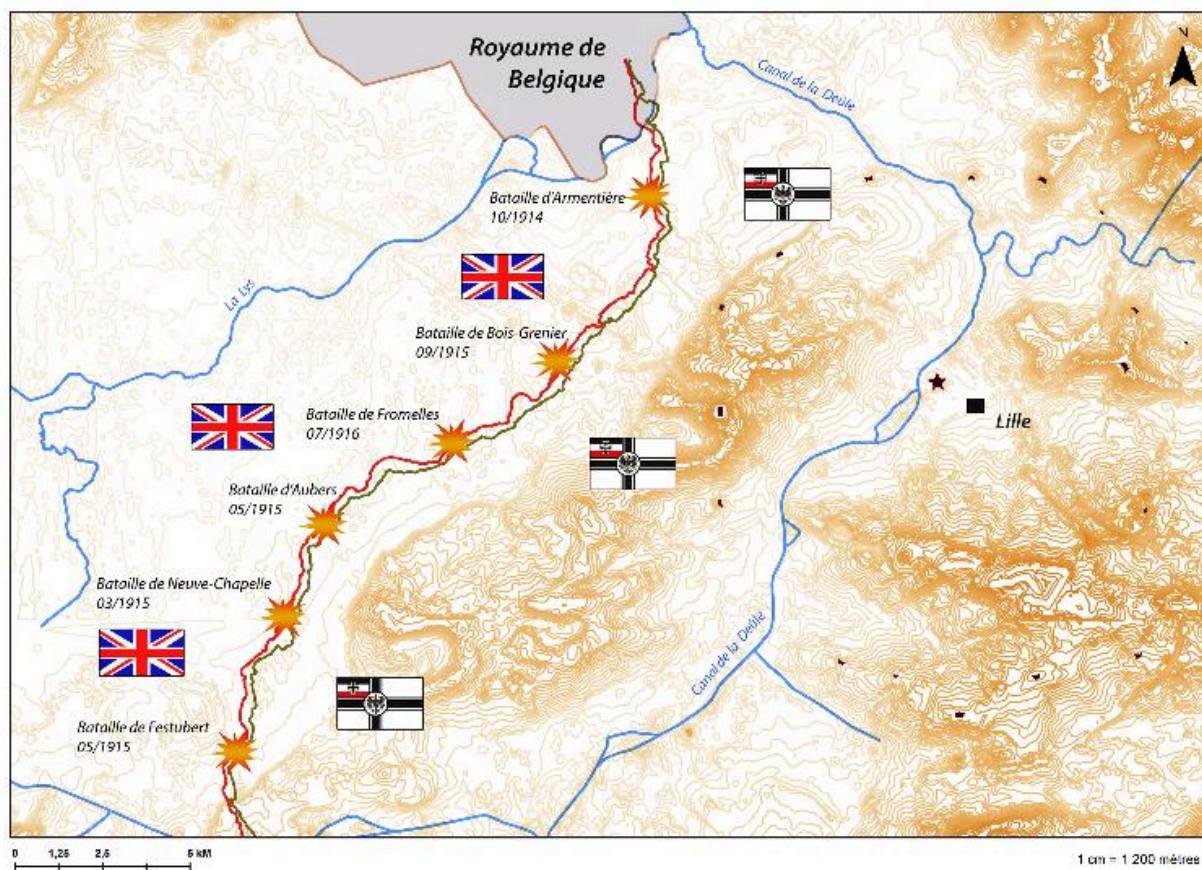 Royaume de
Belgique
N
Canal de la Deûle
Bataille d'Armentière
10/1914
La Lys
Bataille de Bois-Grenier
09/1915
Bataille de Fromelles
07/1916
Lille
Bataille d'Aubers
05/1915
Bataille de Neuve-Chapelle
03/1915
Canal de la Deûle
Bataille de Festubert
05/1915
0 1,25 2,5 5 kM
1 cm = 1 200 mètres